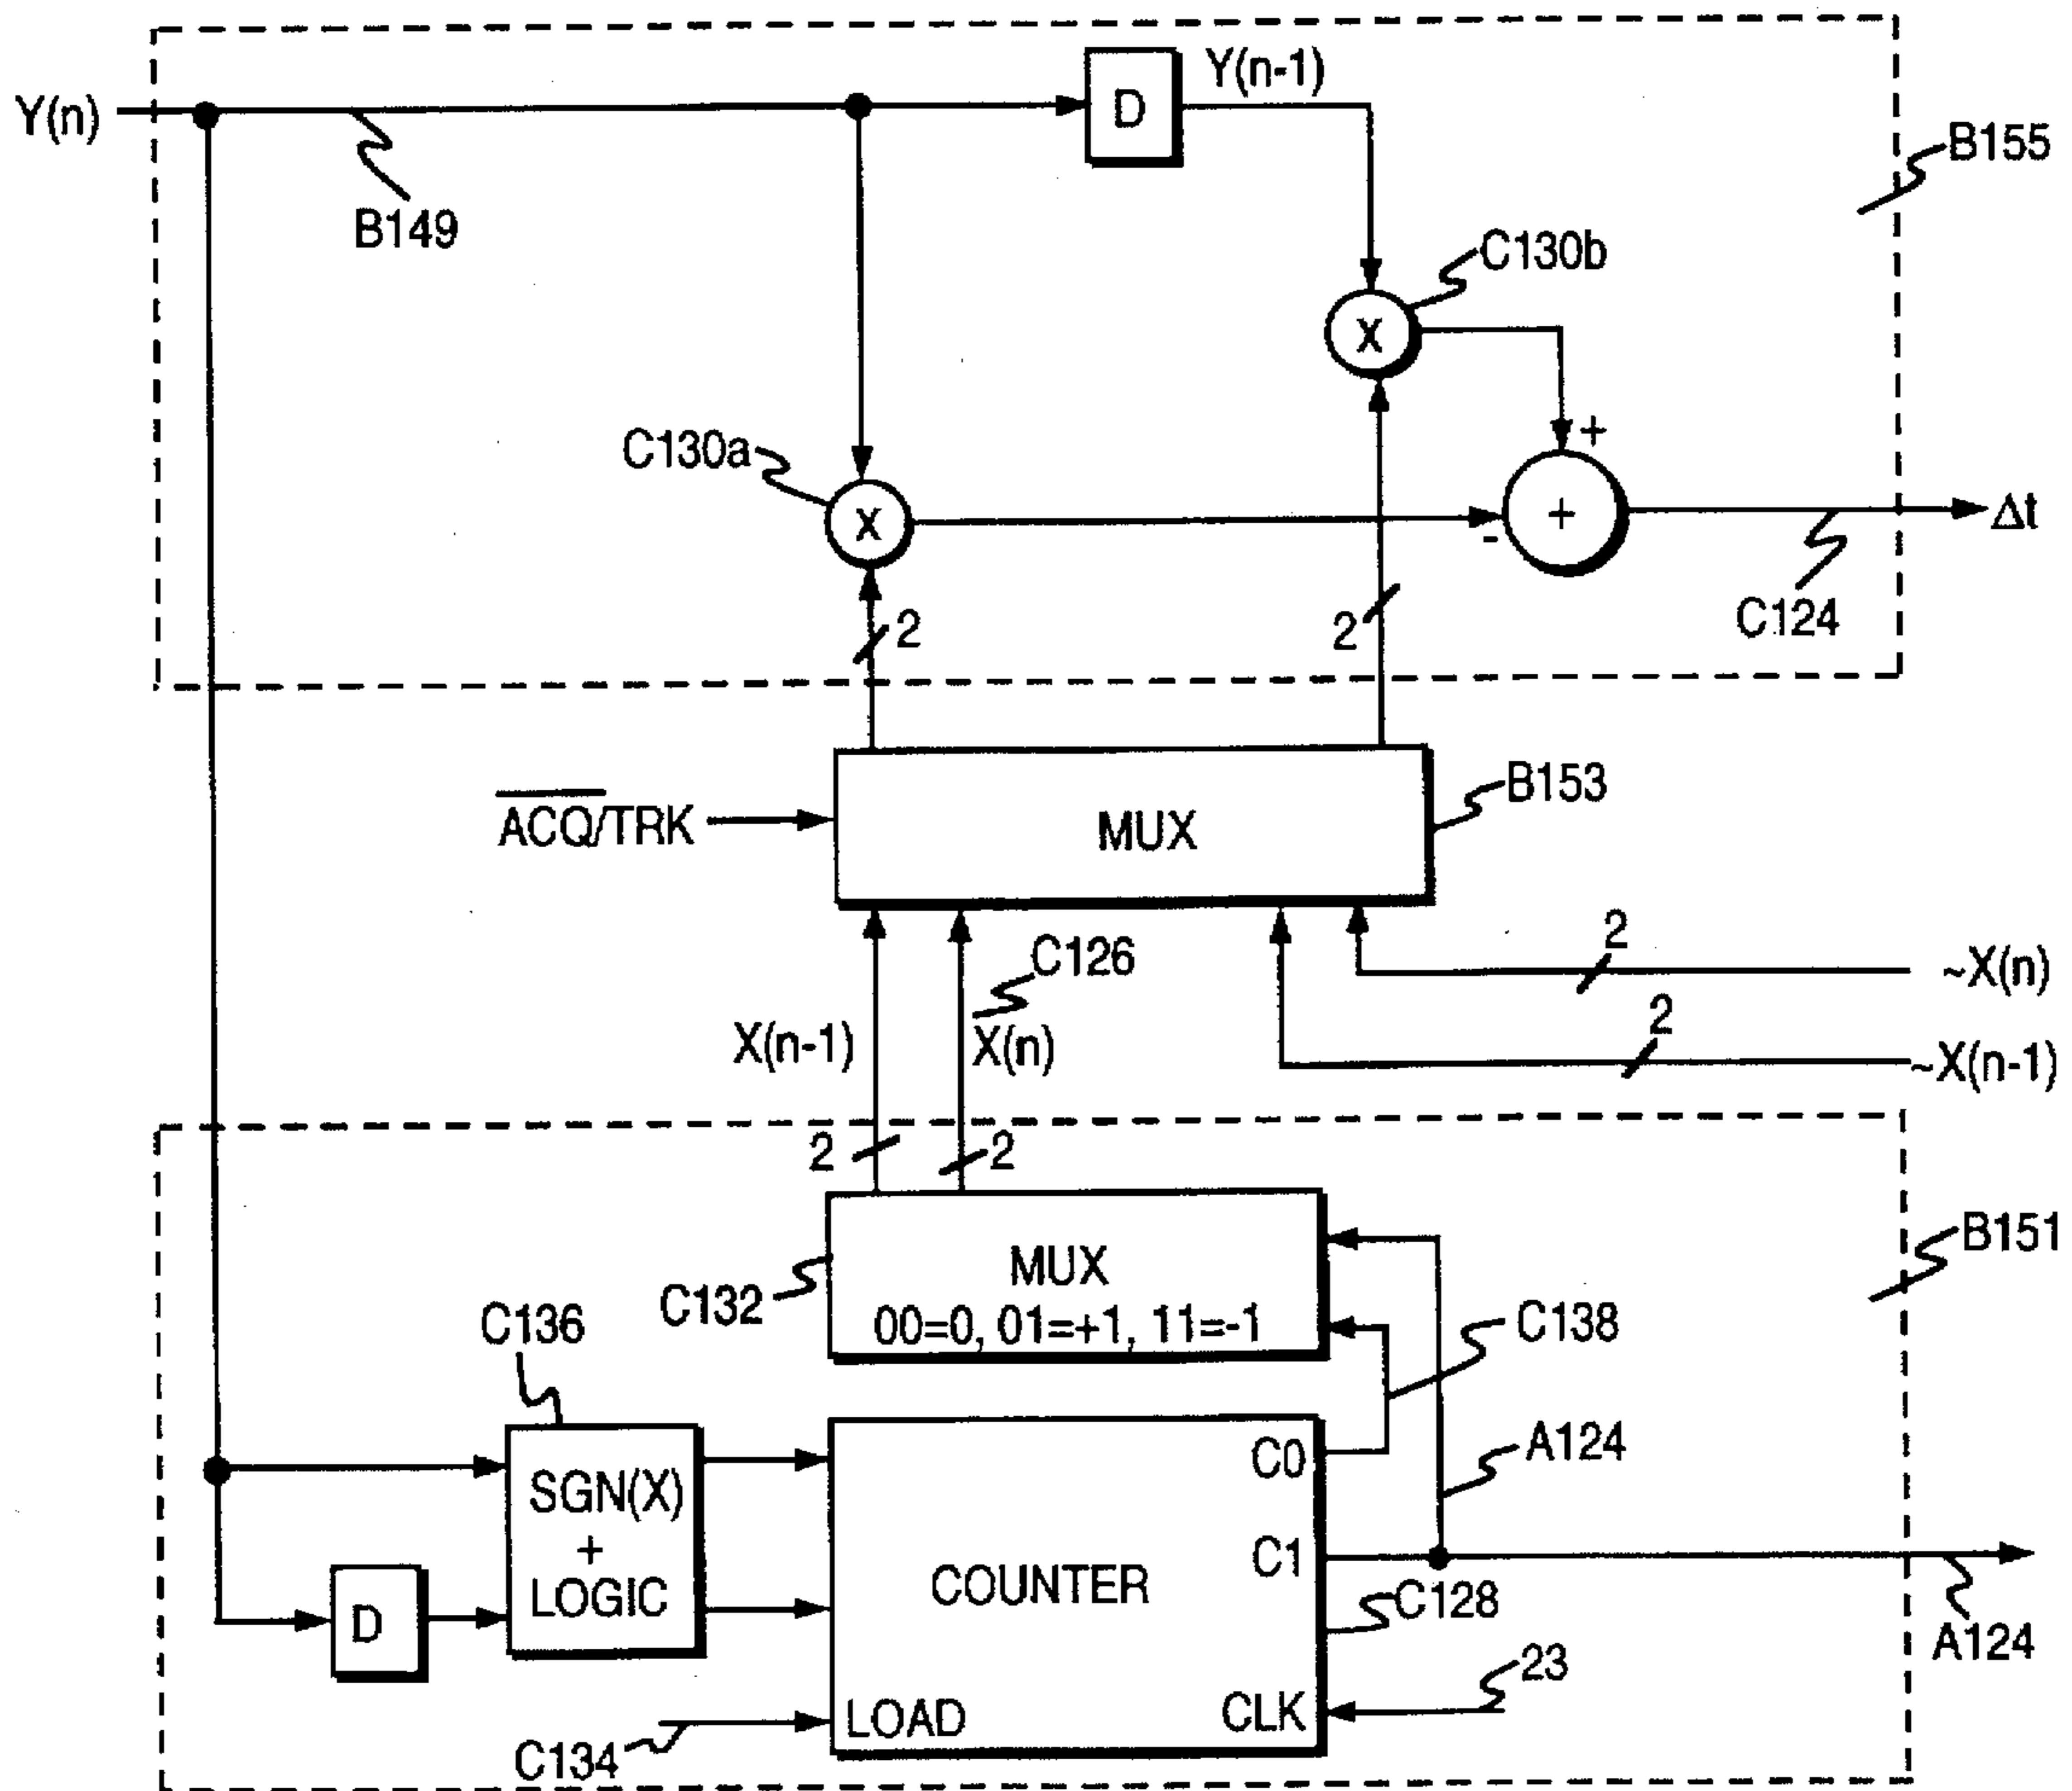 Y(n)
D
Y(n-1)
B155
B149
C130b
X
C130a
+
X
+
-
Δt
2
2
C124
A̅C̅Q̅/TRK
MUX
B153
C126
2
~X(n)
X(n-1)
X(n)
2
~X(n-1)
2
2
B151
MUX
C132
00=0, 01=+1, 11=-1
C136
C138
C0
A124
SGN(X)
+
LOGIC
C1
COUNTER
C128
D
A124
23
LOAD
CLK
C134